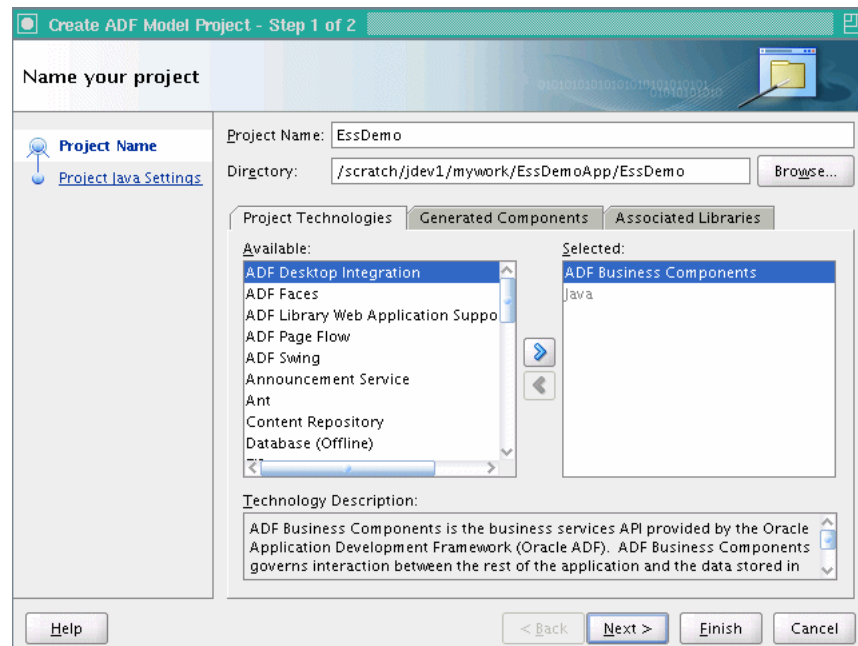 Create ADF Model Project - Step 1 of 2
Name your project
Project Name
Project Java Settings
Project Name: EssDemo
Directory: /scratch/jdev1/mywork/EssDemoApp/EssDemo Browse...
Project Technologies Generated Components Associated Libraries
Available:
ADF Desktop Integration
ADF Faces
ADF Library Web Application Suppo
ADF Page Flow
ADF Swing
Announcement Service
Ant
Content Repository
Database (Offline)
Selected:
ADF Business Components
Java
Technology Description:
ADF Business Components is the business services API provided by the Oracle
Application Development Framework (Oracle ADF). ADF Business Components
governs interaction between the rest of the application and the data stored in
Help < Back Next > Finish Cancel